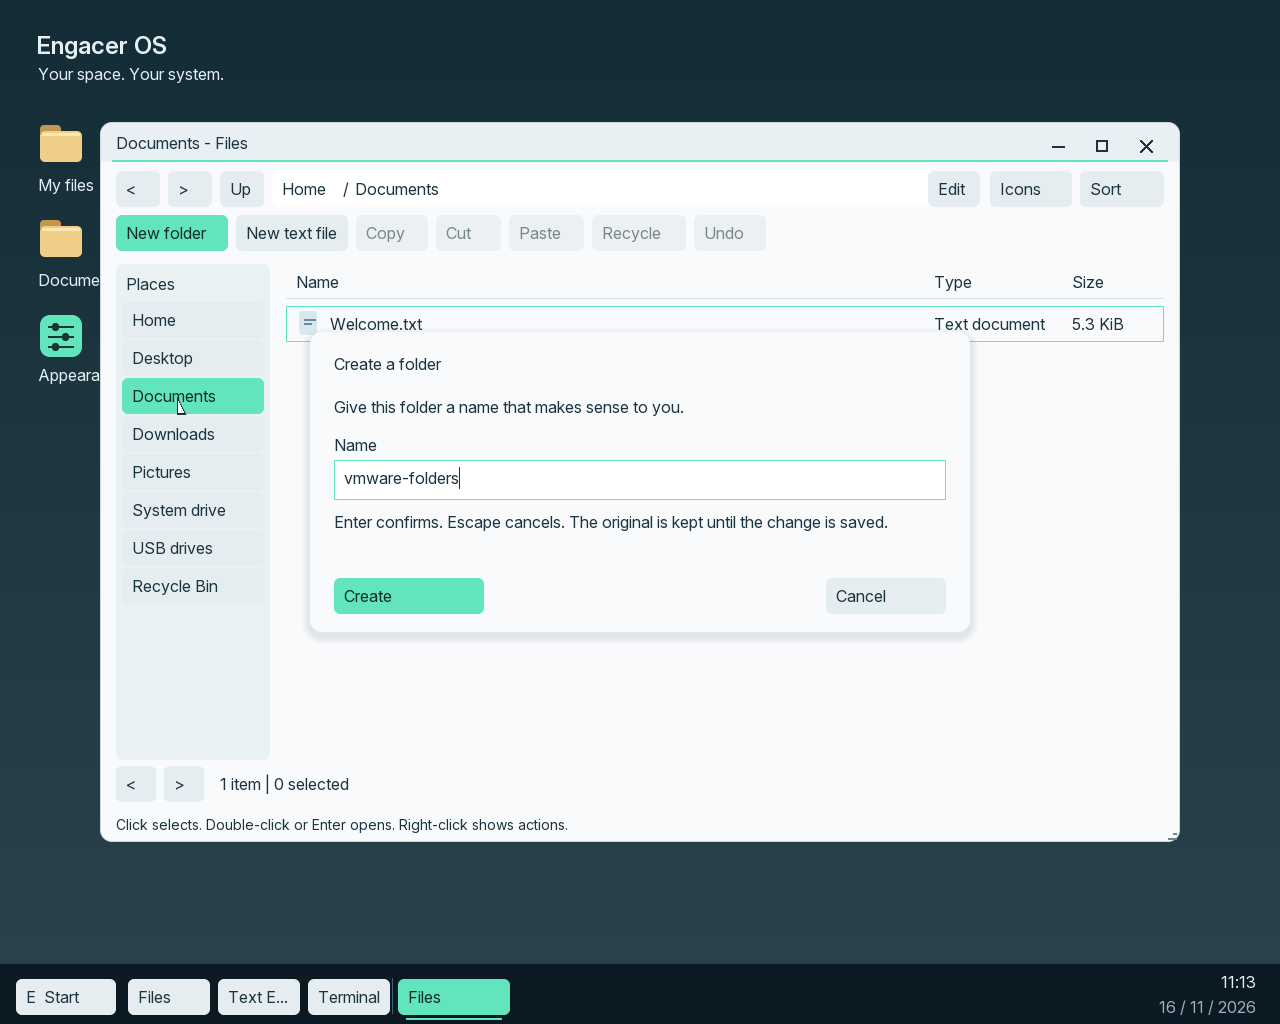 Engacer OS
Your space. Your system.
My files
Docume
Appeara
Documents - Files
< > Up Home / Documents Edit Icons Sort
New folder New text file Copy Cut Paste Recycle Undo
Places
Home
Desktop
Documents
Downloads
Pictures
System drive
USB drives
Recycle Bin
Name Type Size
Welcome.txt Text document 5.3 KiB
Create a folder
Give this folder a name that makes sense to you.
Name
vmware-folders
Enter confirms. Escape cancels. The original is kept until the change is saved.
Create Cancel
< > 1 item | 0 selected
Click selects. Double-click or Enter opens. Right-click shows actions.
E Start Files Text E... Terminal Files
11:13
16 / 11 / 2026